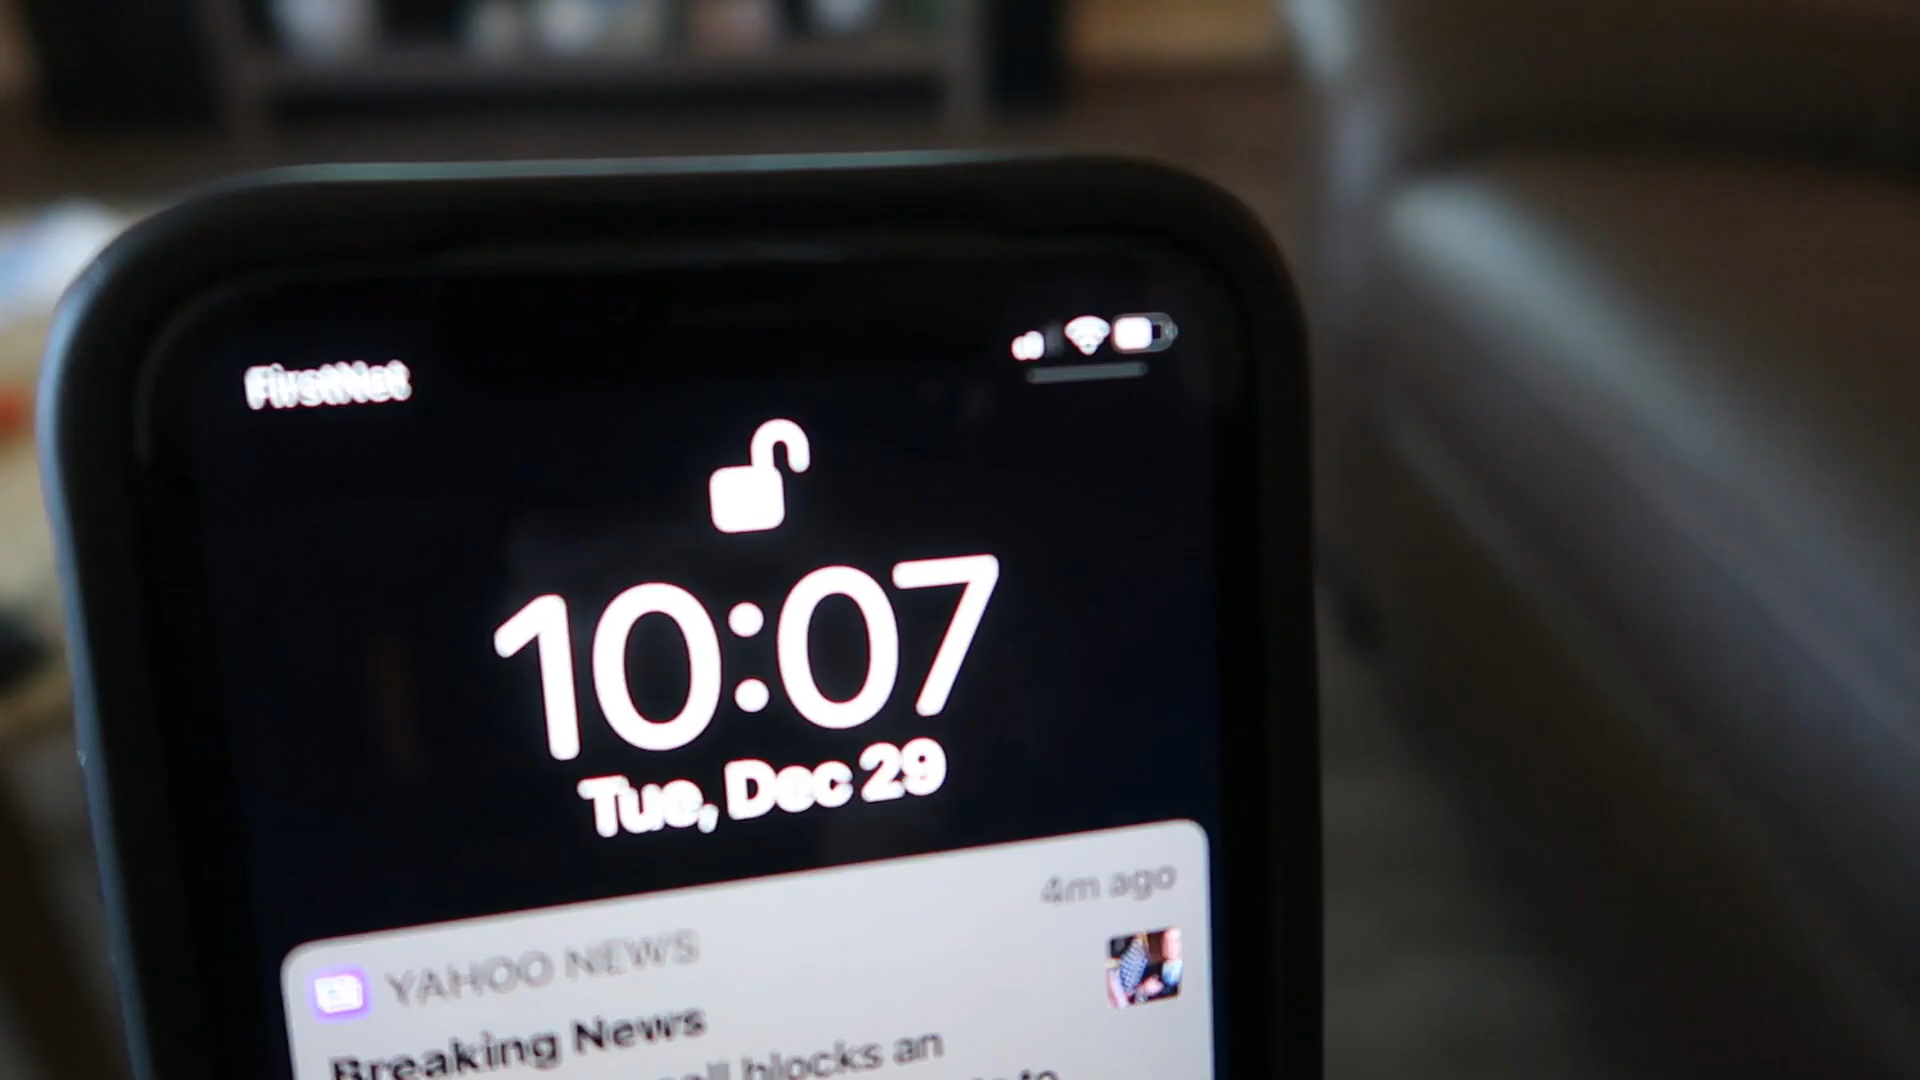 FirstNet
10:07
Tue, Dec 29
4m ago
YAHOO NEWS
Breaking News
blocks an